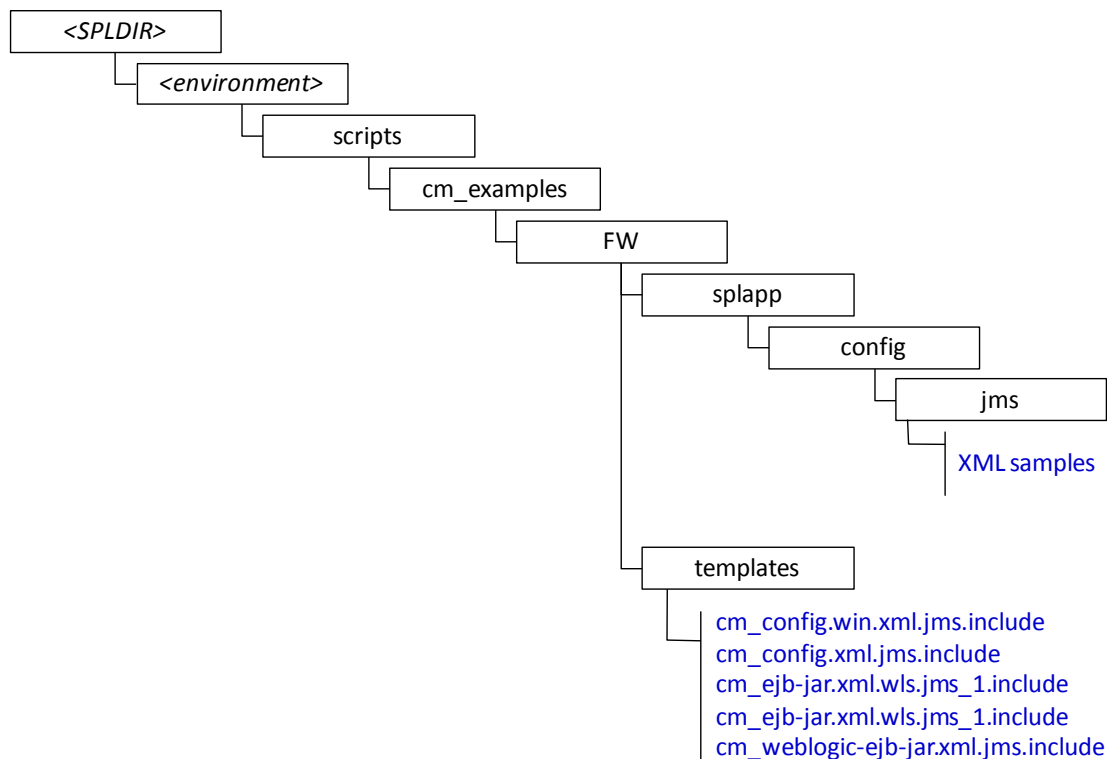 <SPLDIR>
<environment>
scripts
cm_examples
FW
splapp
config
jms
XML samples
templates
cm_config.win.xml.jms.include
cm_config.xml.jms.include
cm_ejb-jar.xml.wls.jms_1.include
cm_ejb-jar.xml.wls.jms_1.include
cm_weblogic-ejb-jar.xml.jms.include